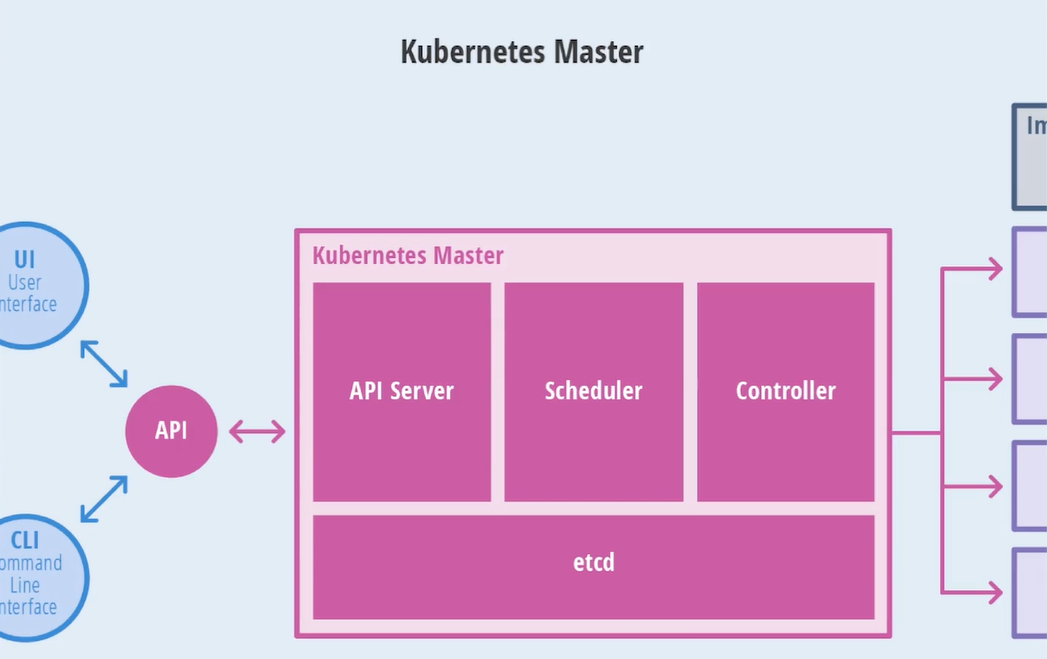 Kubernetes Master
Im
UI
User
nterface
Kubernetes Master
API Server
Scheduler
Controller
API
etcd
CLI
ommand
Line
nterface